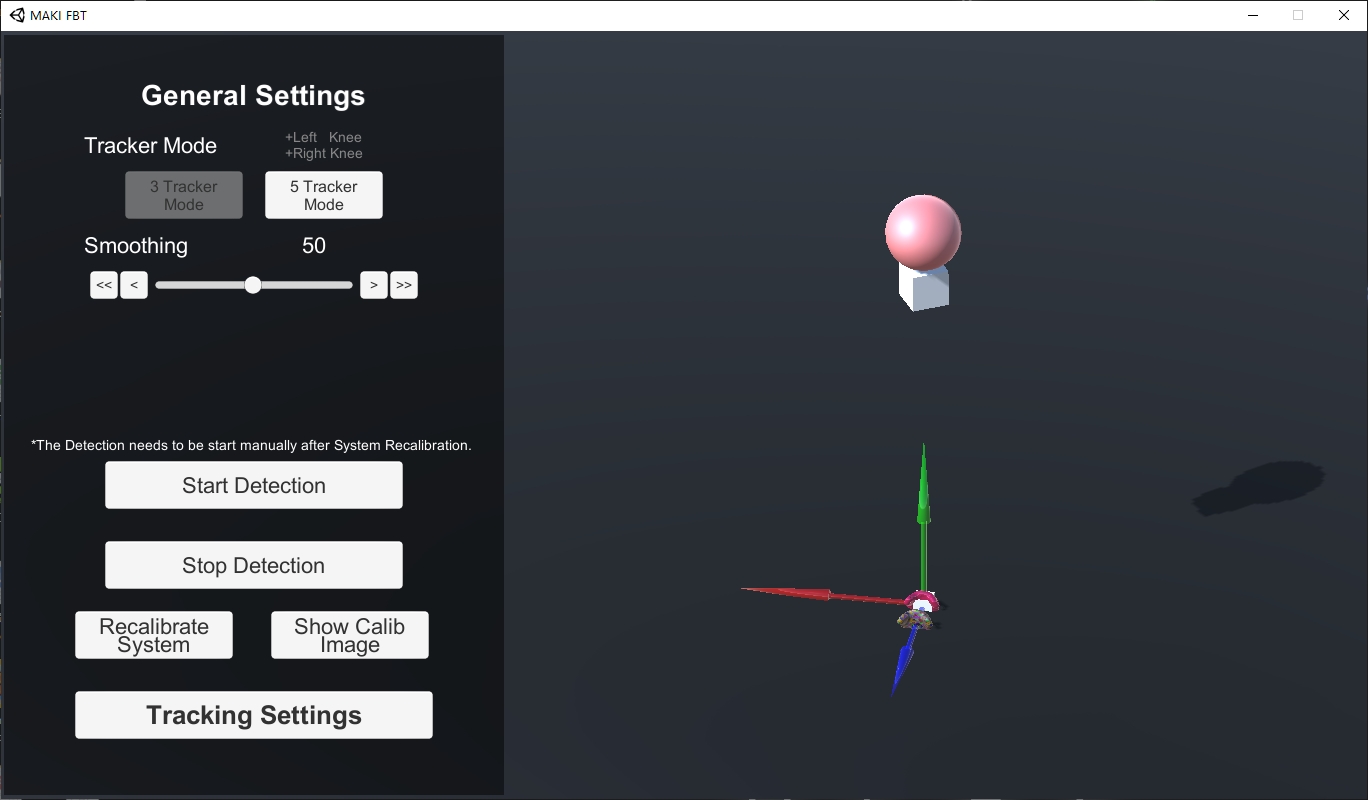 MAKI FBT
General Settings
Tracker Mode
+Left Knee
+Right Knee
3 Tracker
Mode
5 Tracker
Mode
Smoothing 50
<< < > >>
*The Detection needs to be start manually after System Recalibration.
Start Detection
Stop Detection
Recalibrate
System
Show Calib
Image
Tracking Settings